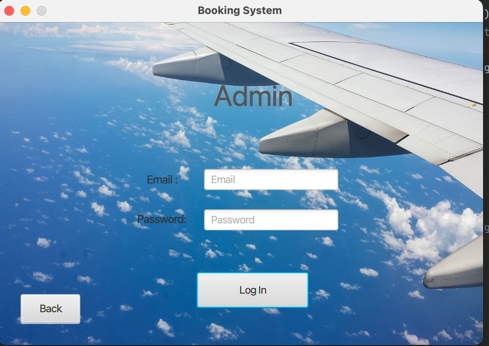 Booking System
Admin
Email :
Email
Password:
Password
Log In
Back